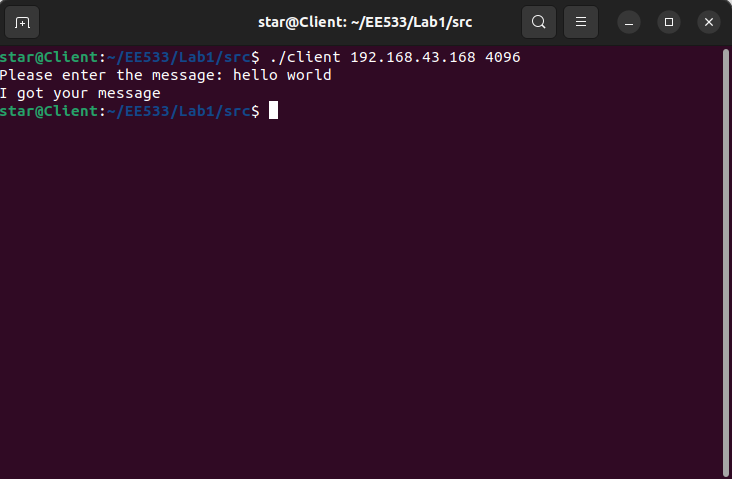 star@Client: ~/EE533/Lab1/src
star@Client:~/EE533/Lab1/src$ ./client 192.168.43.168 4096
Please enter the message: hello world
I got your message
star@Client:~/EE533/Lab1/src$